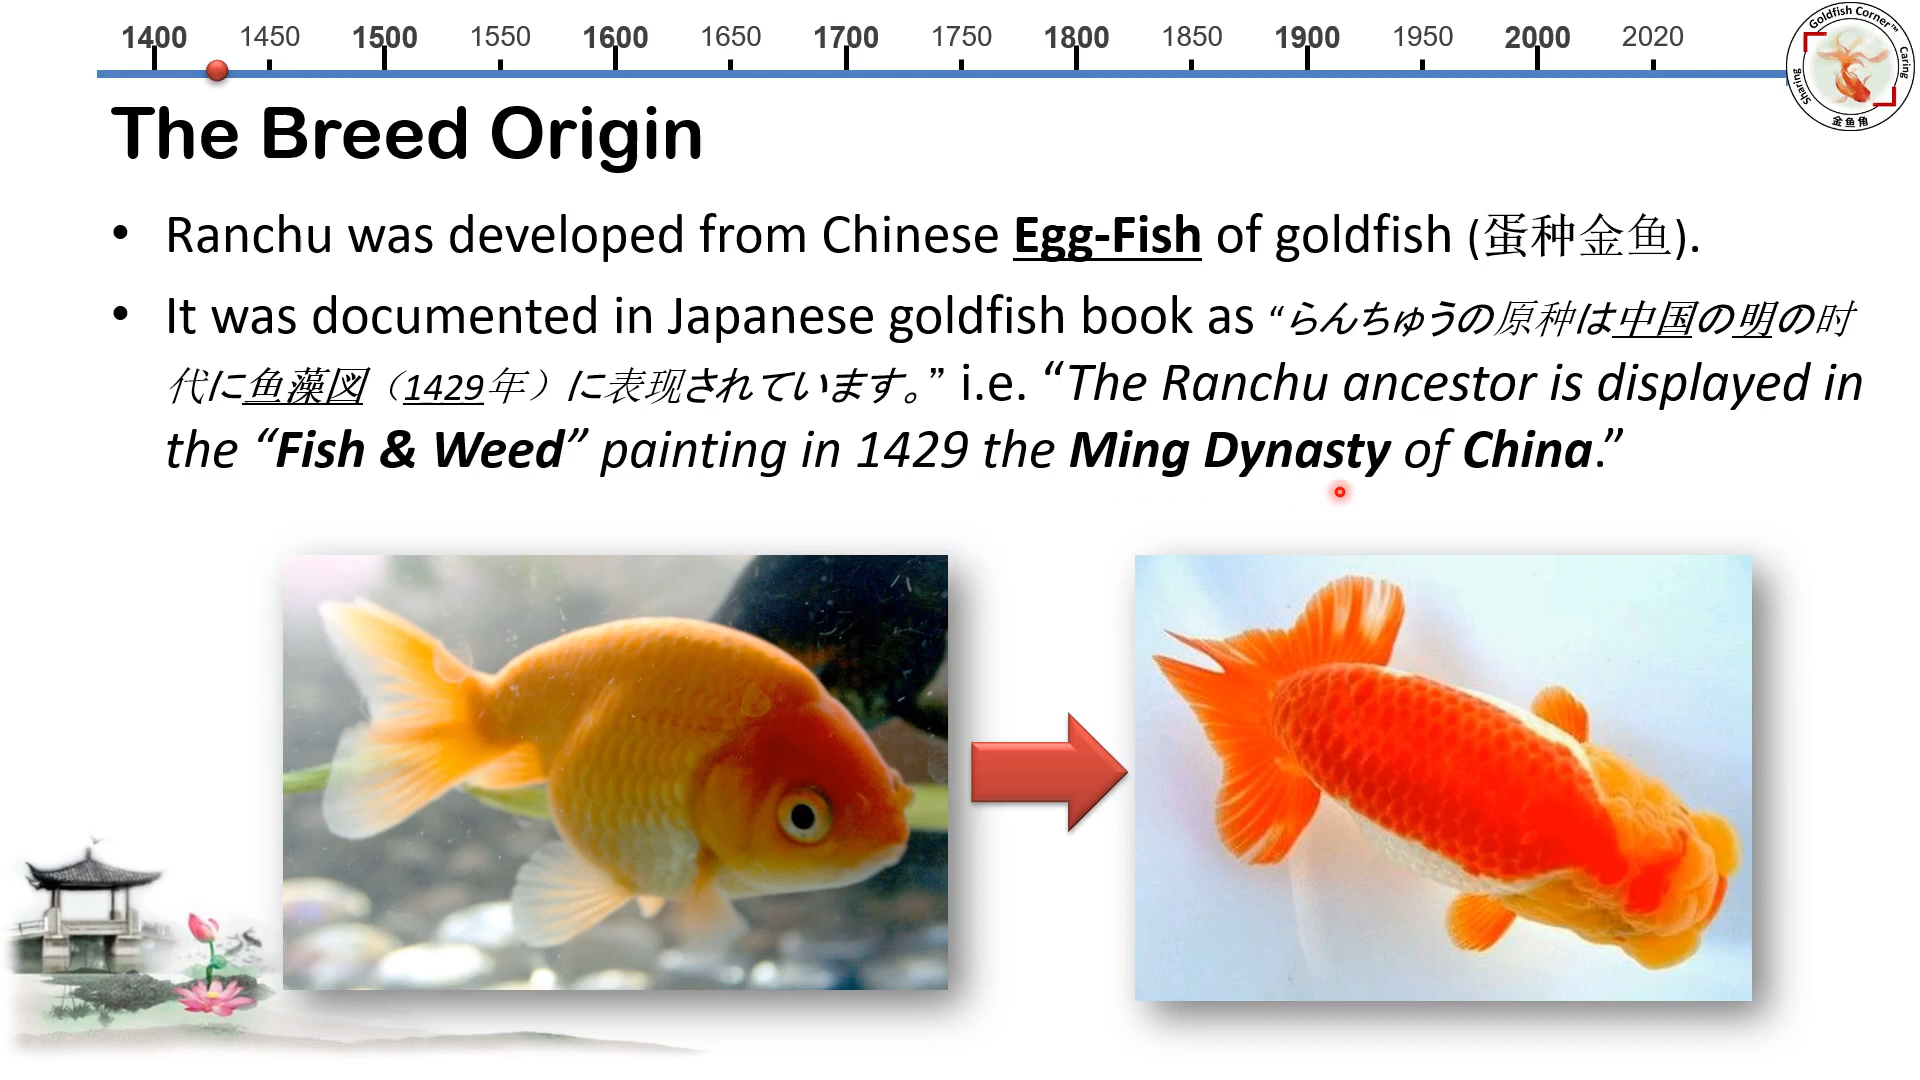 1400 1450 1500 1550 1600 1650 1700 1750 1800 1850 1900 1950 2000 2020
Goldfish Corner™
Caring
Sharing
金鱼角
The Breed Origin
• Ranchu was developed from Chinese Egg-Fish of goldfish (蛋种金鱼).
• It was documented in Japanese goldfish book as “らんちゅうの原种は中国の明の时
代に鱼藻図（1429年）に表现されています。” i.e. “The Ranchu ancestor is displayed in
the “Fish & Weed” painting in 1429 the Ming Dynasty of China.”